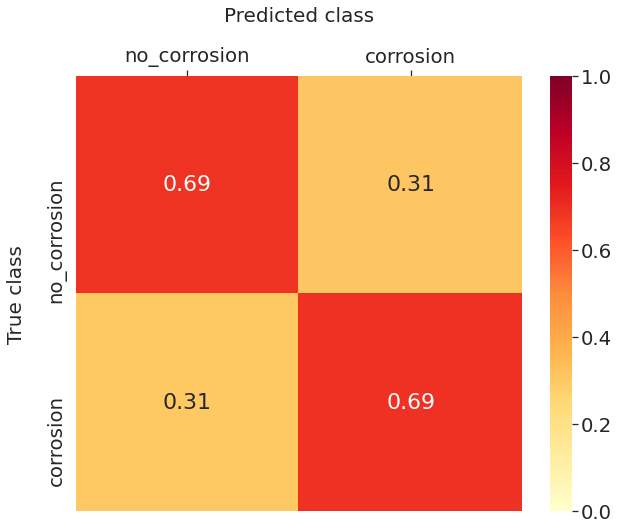 Predicted class
no_corrosion corrosion
True class
no_corrosion
0.69 0.31
corrosion
0.31 0.69
1.0
0.8
0.6
0.4
0.2
0.0